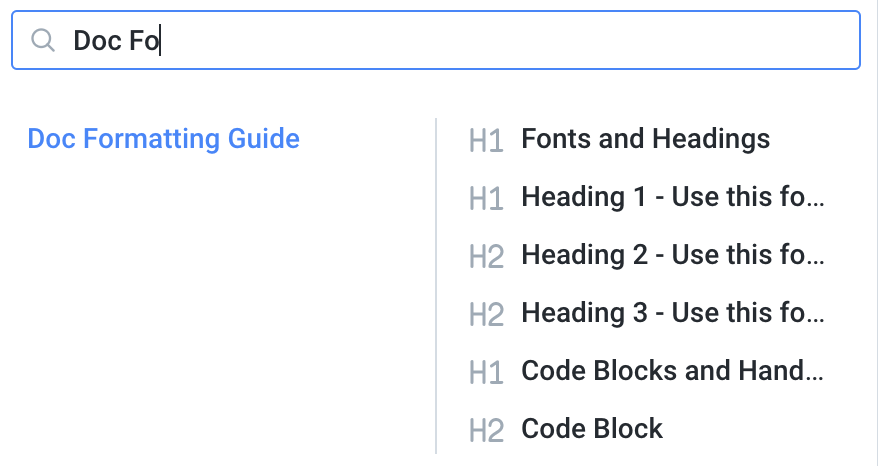 Doc Fo
Doc Formatting Guide
H1 Fonts and Headings
H1 Heading 1 - Use this fo...
H2 Heading 2 - Use this fo...
H2 Heading 3 - Use this fo...
H1 Code Blocks and Hand...
H2 Code Block